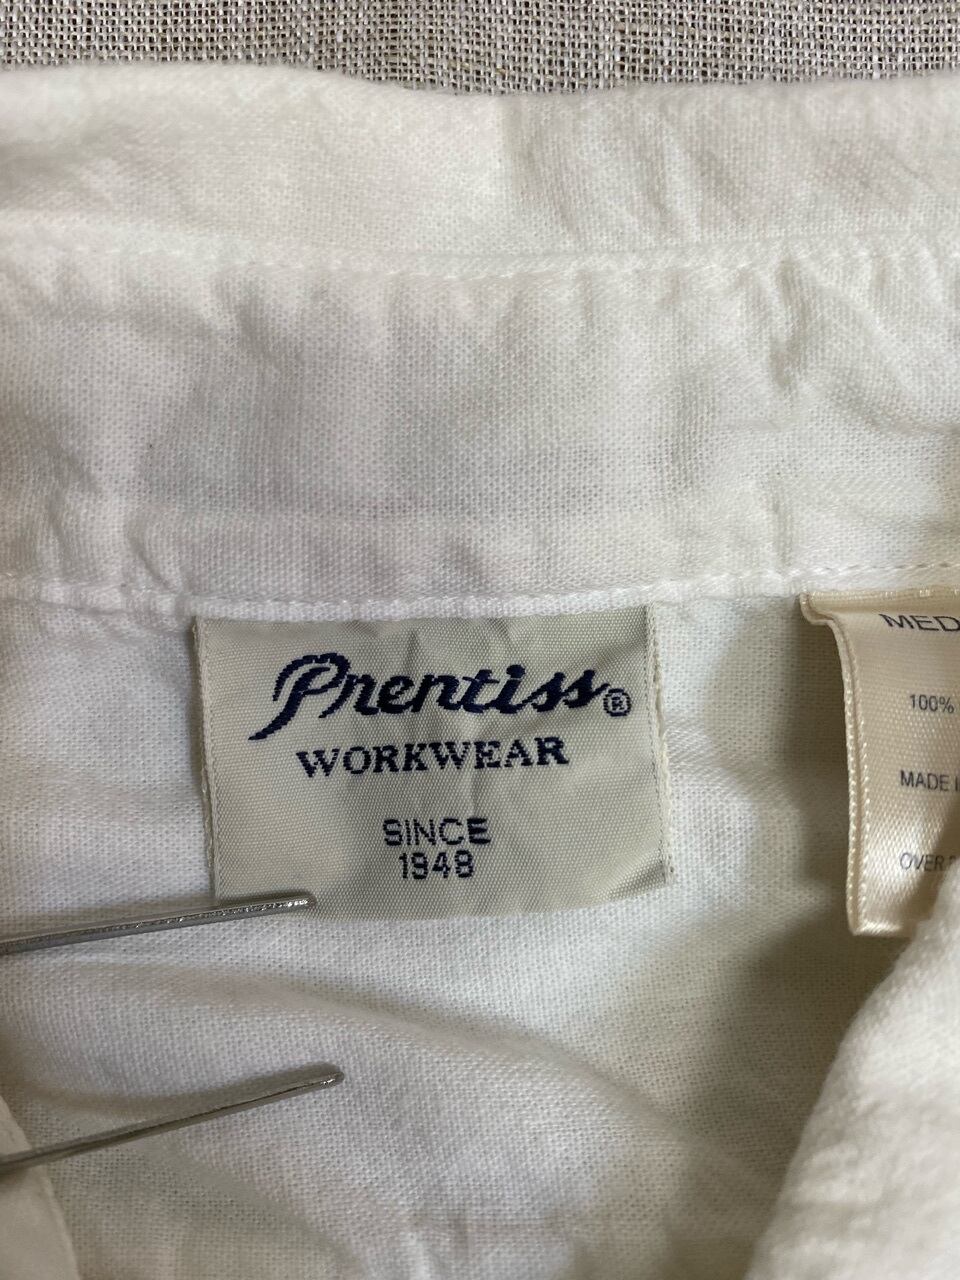 Prentiss®
WORKWEAR
SINCE
1948
MED
100%
MADE
OVER